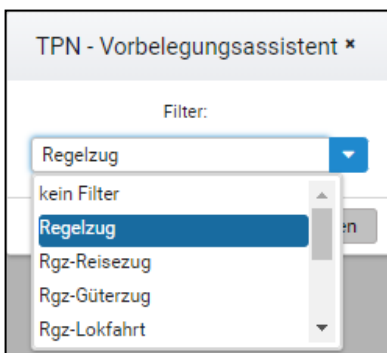 TPN - Vorbelegungsassistent ×
Filter:
Regelzug
kein Filter
Regelzug
Rgz-Reisezug
Rgz-Güterzug
Rgz-Lokfahrt